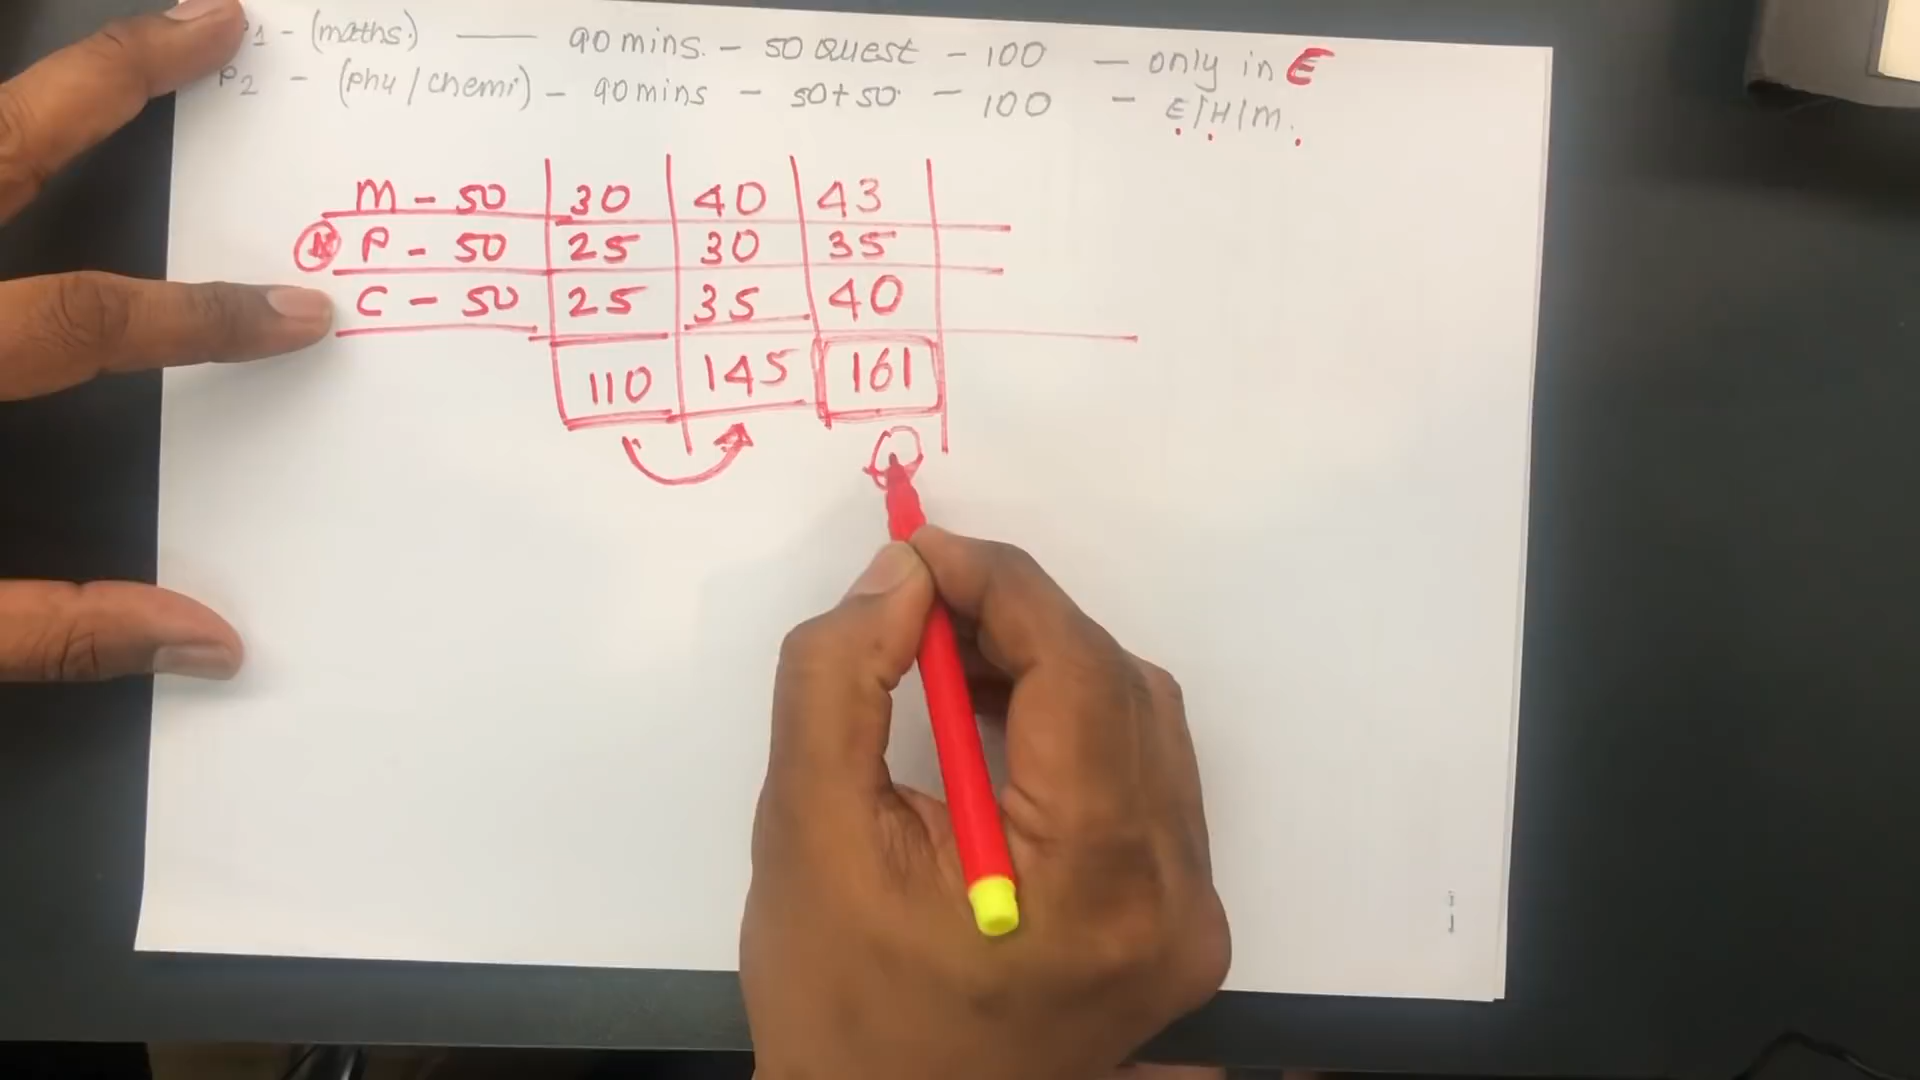 P1 - (maths.) — 90 mins. - 50 Quest - 100 - only in E
P2 - (phy / chemi) - 90 mins - 50 + 50 - 100 - E/H/M.
M - 50 30 40 43
P - 50 25 30 35
C - 50 25 35 40
110 145 161